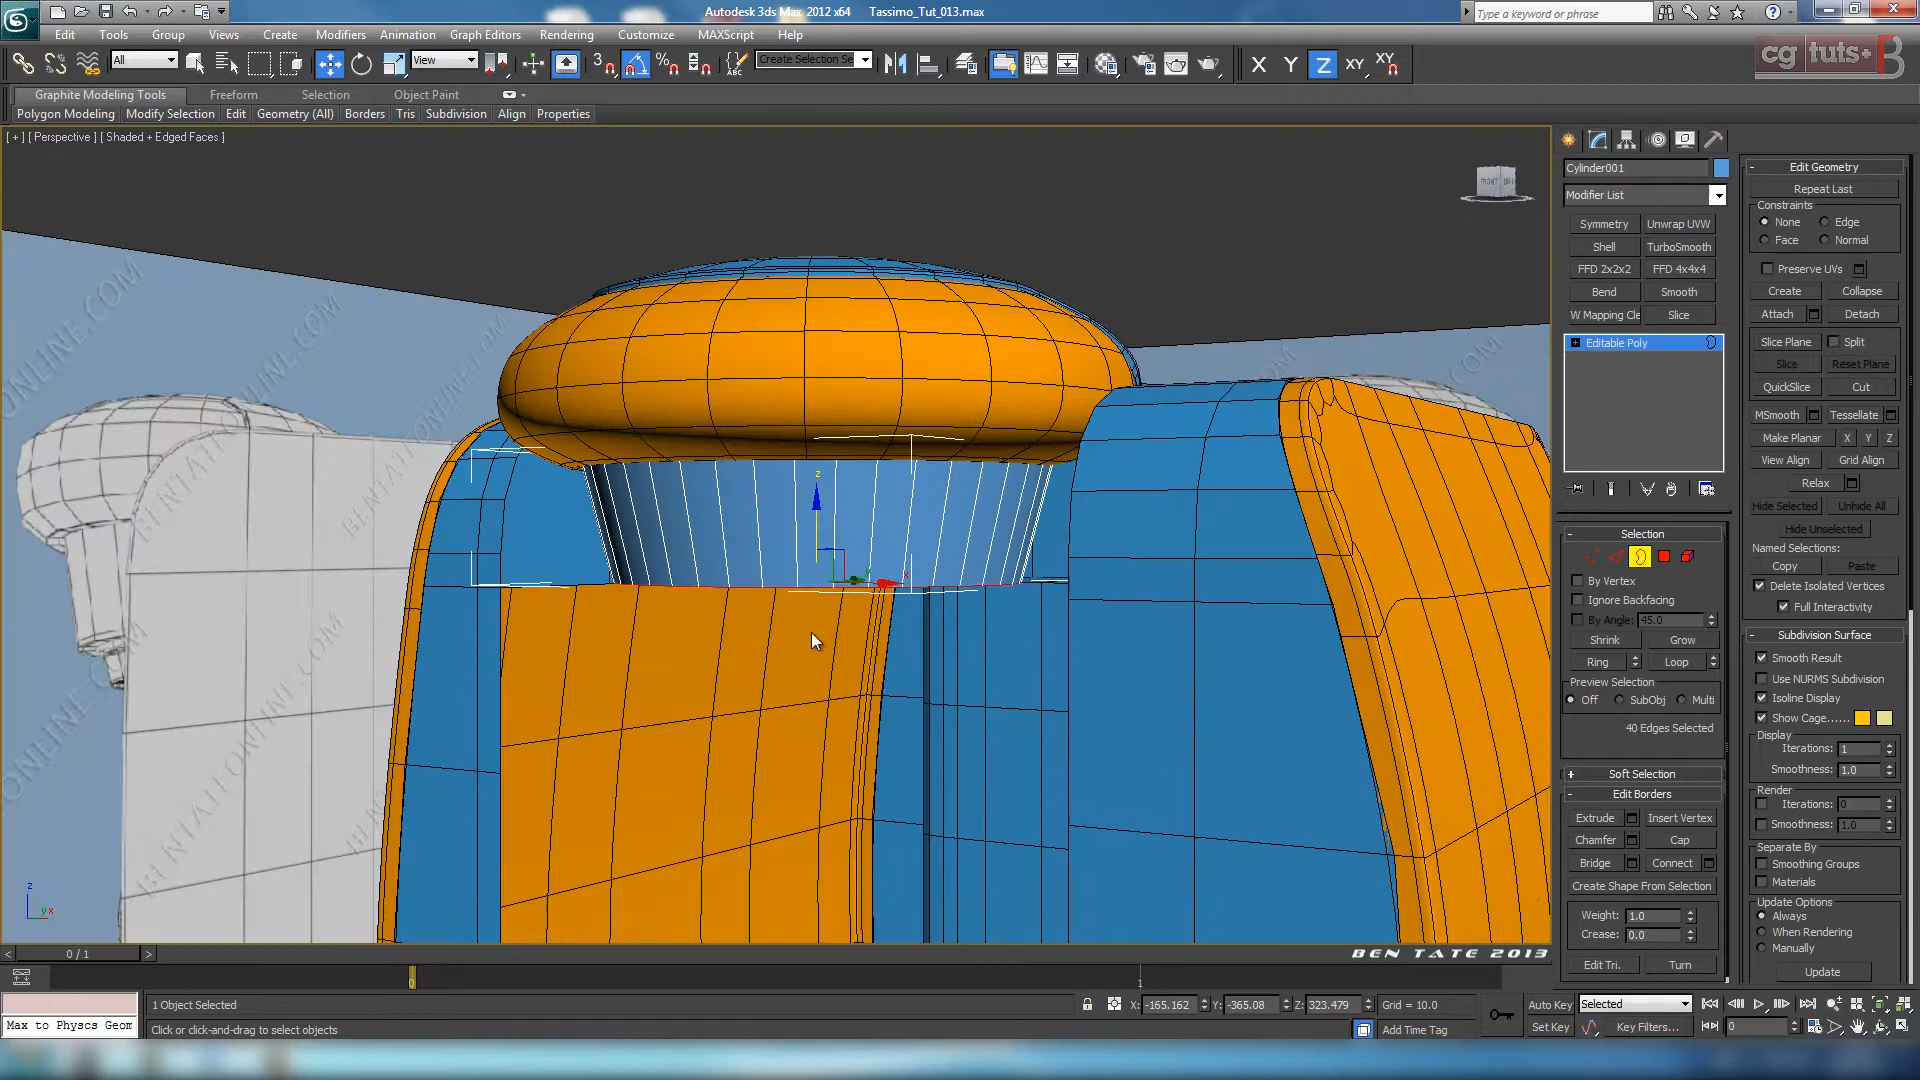 Autodesk 3ds Max 2012 x64 Tassimo_Tut_013.max
Type a keyword or phrase
Edit Tools Group Views Create Modifiers Animation Graph Editors Rendering Customize MAXScript Help
All View Create Selection Se X Y Z XY XY
cg tuts+
Graphite Modeling Tools Freeform Selection Object Paint
Polygon Modeling Modify Selection Edit Geometry (All) Borders Tris Subdivision Align Properties
[ + ] [ Perspective ] [ Shaded + Edged Faces ]
Cylinder001
Modifier List
Symmetry Unwrap UVW
Shell TurboSmooth
FFD 2x2x2 FFD 4x4x4
Bend Smooth
W Mapping Cle Slice
Editable Poly
Selection
By Vertex
Ignore Backfacing
By Angle: 45.0
Shrink Grow
Ring Loop
Preview Selection
Off SubObj Multi
40 Edges Selected
Soft Selection
Edit Borders
Extrude Insert Vertex
Chamfer Cap
Bridge Connect
Create Shape From Selection
Weight: 1.0
Crease: 0.0
Edit Tri. Turn
Edit Geometry
Repeat Last
Constraints
None Edge
Face Normal
Preserve UVs
Create Collapse
Attach Detach
Slice Plane Split
Slice Reset Plane
QuickSlice Cut
MSmooth Tessellate
Make Planar X Y Z
View Align Grid Align
Relax
Hide Selected Unhide All
Hide Unselected
Named Selections:
Copy Paste
Delete Isolated Vertices
Full Interactivity
Subdivision Surface
Smooth Result
Use NURMS Subdivision
Isoline Display
Show Cage......
Display
Iterations: 1
Smoothness: 1.0
Render
Iterations: 0
Smoothness: 1.0
Separate By
Smoothing Groups
Materials
Update Options
Always
When Rendering
Manually
Update
BEN TATE 2013
< 0 / 1 >
0 1
1 Object Selected X: -165.162 Y: -365.08 Z: 323.479 Grid = 10.0 Auto Key Selected
Max to Physcs Geom Click or click-and-drag to select objects Add Time Tag Set Key Key Filters... 0